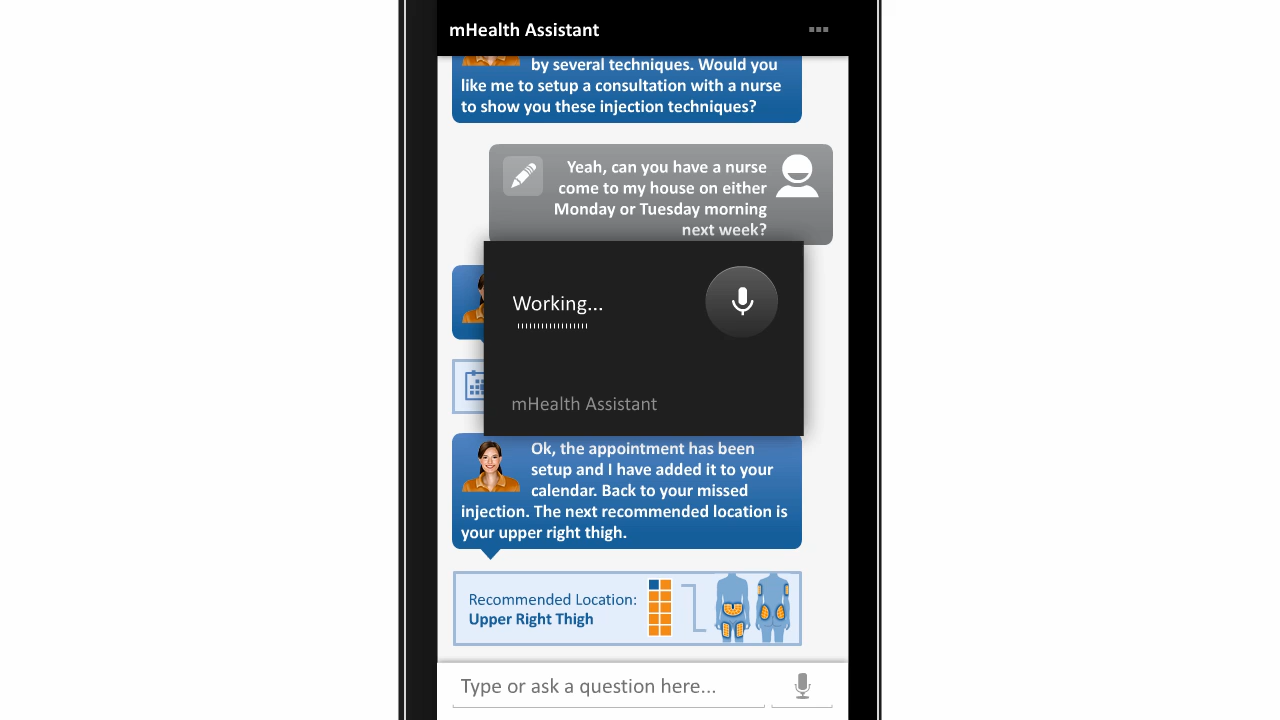 mHealth Assistant
by several techniques. Would you
like me to setup a consultation with a nurse
to show you these injection techniques?
Yeah, can you have a nurse
come to my house on either
Monday or Tuesday morning
next week?
Working...
mHealth Assistant
Ok, the appointment has been
setup and I have added it to your
calendar. Back to your missed
injection. The next recommended location is
your upper right thigh.
Recommended Location:
Upper Right Thigh
Type or ask a question here...